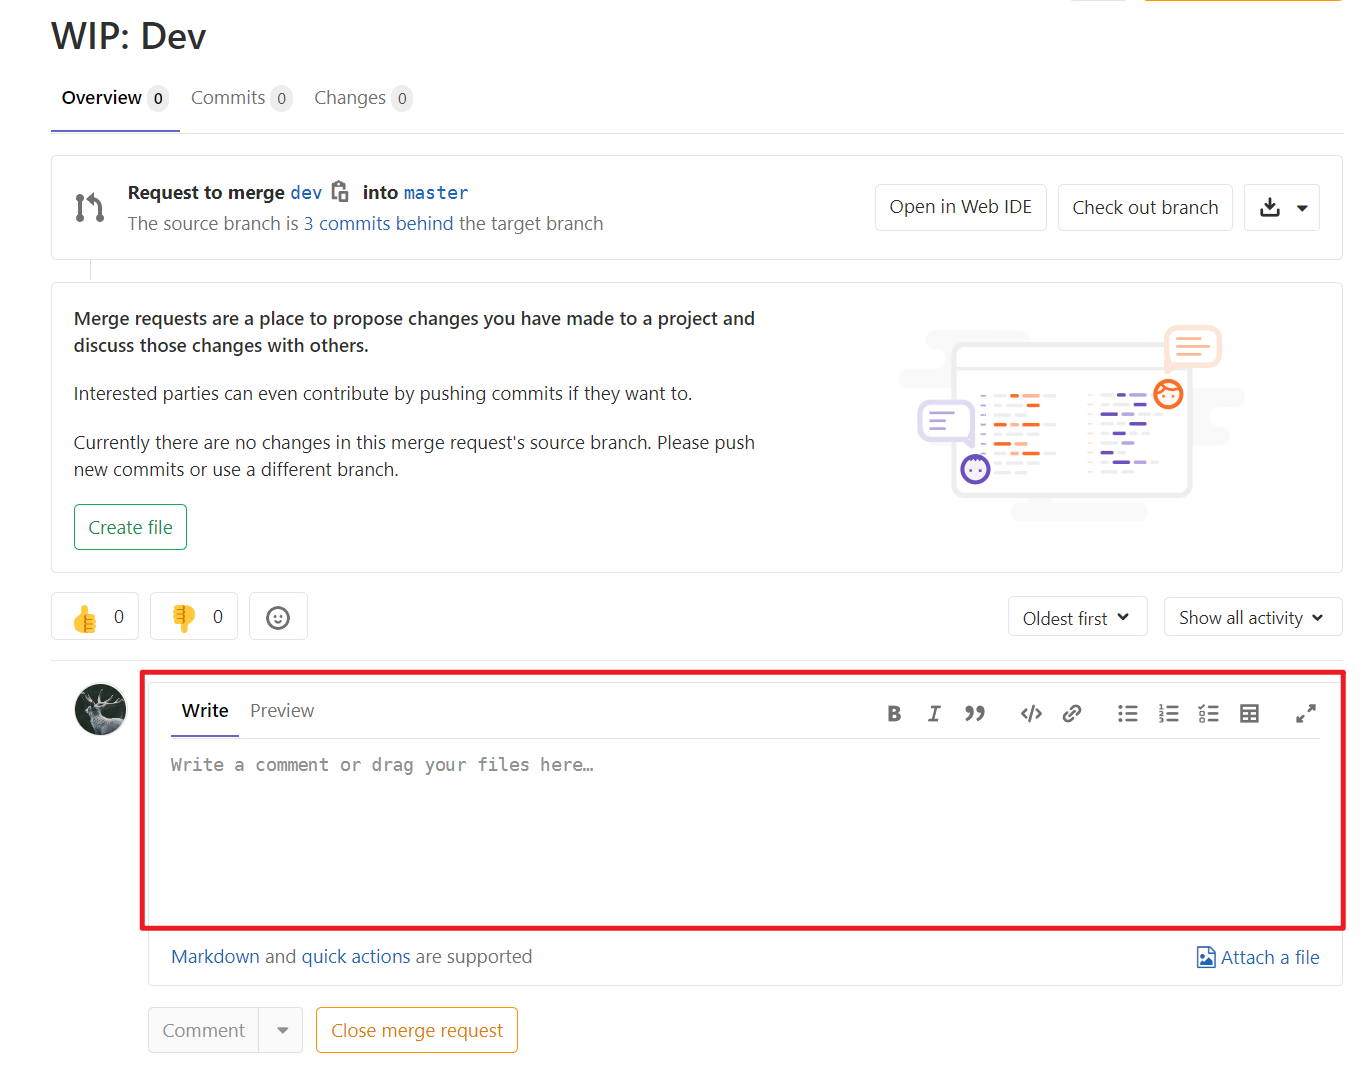 WIP: Dev
Overview 0 Commits 0 Changes 0
Request to merge dev into master
The source branch is 3 commits behind the target branch
Open in Web IDE Check out branch
Merge requests are a place to propose changes you have made to a project and
discuss those changes with others.
Interested parties can even contribute by pushing commits if they want to.
Currently there are no changes in this merge request's source branch. Please push
new commits or use a different branch.
Create file
0 0 Oldest first Show all activity
Write Preview
Write a comment or drag your files here…
Markdown and quick actions are supported
Attach a file
Comment Close merge request